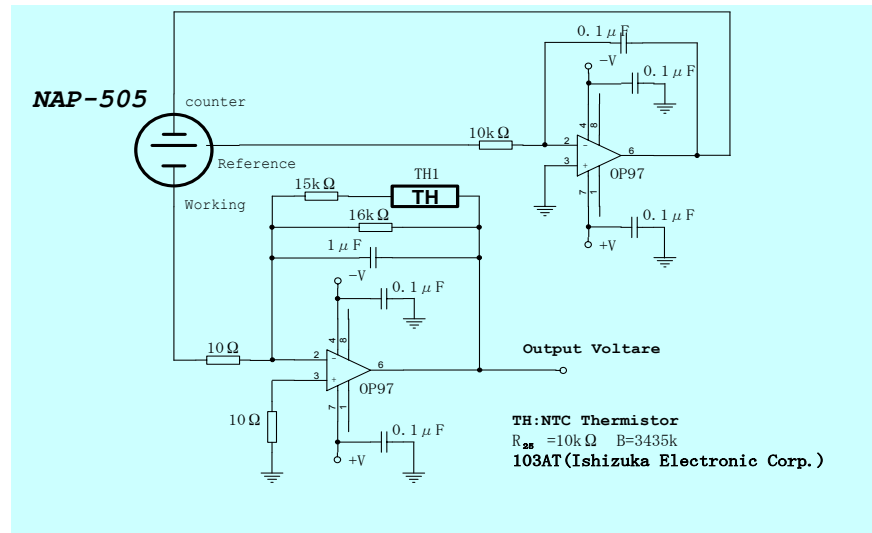 0.1μF
-V
0.1μF
NAP-505
counter
10kΩ
4
8
2
6
3
Reference
OP97
TH1
15kΩ
TH
7
1
Working
16kΩ
0.1μF
1μF
+V
-V
0.1μF
4
8
10Ω
2
6
3
Output Voltare
OP97
7
1
10Ω
TH:NTC Thermistor
0.1μF
R25 =10kΩ B=3435k
+V
103AT(Ishizuka Electronic Corp.)